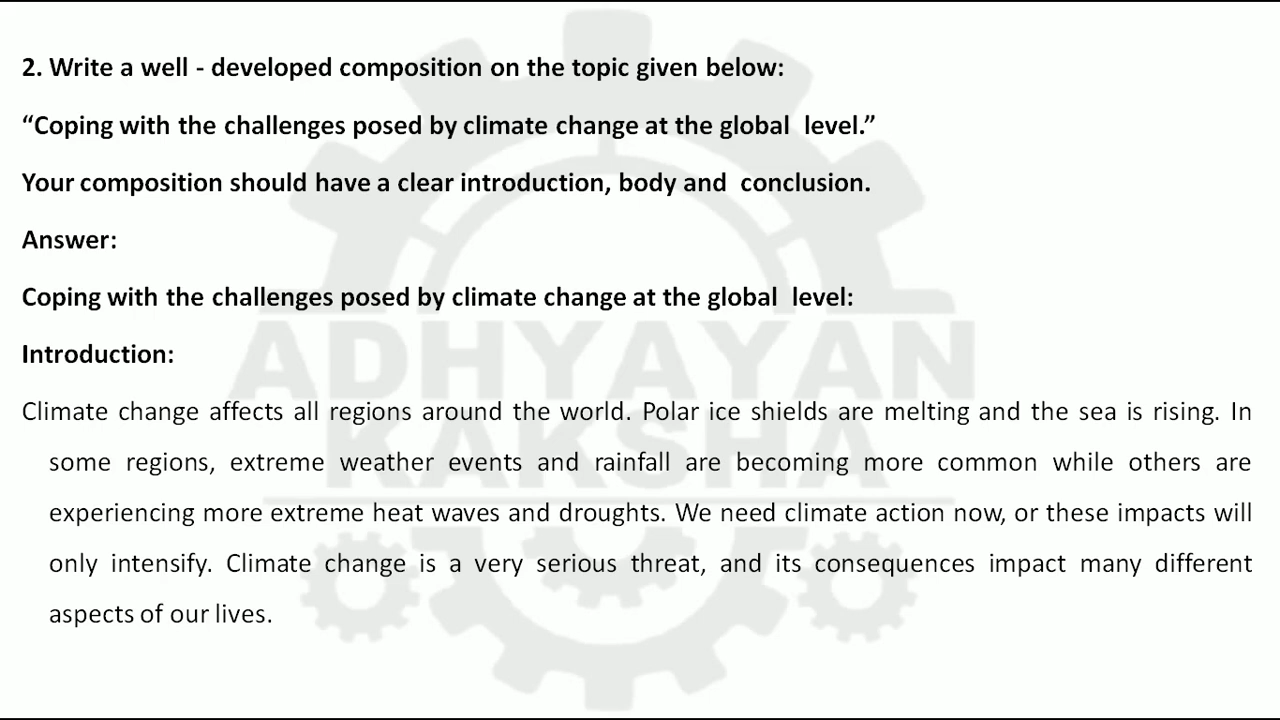 2. Write a well - developed composition on the topic given below:
“Coping with the challenges posed by climate change at the global level.”
Your composition should have a clear introduction, body and conclusion.
Answer:
Coping with the challenges posed by climate change at the global level:
Introduction:
Climate change affects all regions around the world. Polar ice shields are melting and the sea is rising. In
some regions, extreme weather events and rainfall are becoming more common while others are
experiencing more extreme heat waves and droughts. We need climate action now, or these impacts will
only intensify. Climate change is a very serious threat, and its consequences impact many different
aspects of our lives.
ADHYAYAN
KAKSHA